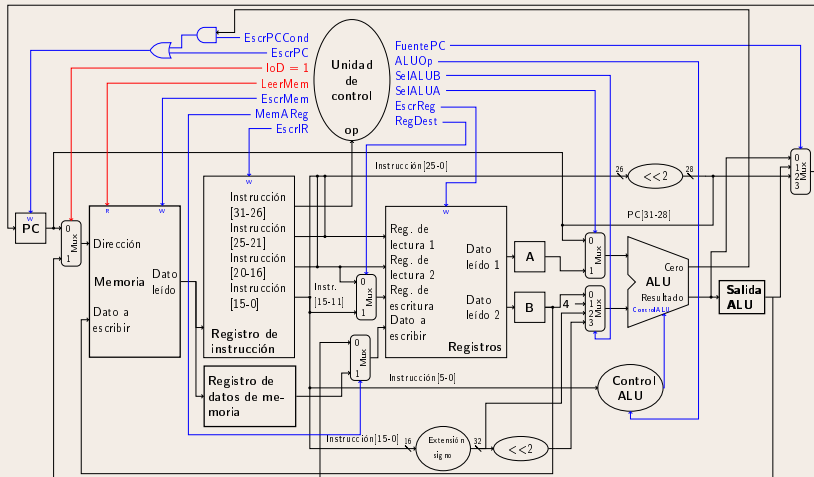 EscrPCCond
EscrPC
IoD = 1
LeerMem
EscrMem
MemAReg
EscrIR
Unidad
de
control
op
FuentePC
ALUOp
SelALUB
SelALUA
EscrReg
RegDest
Instrucción[25-0]
26
<<2
28
0
1
2
3
Mux
PC[31-28]
W
PC
0
1
Mux
R
W
Dirección
Memoria
Dato
leído
Dato a
escribir
W
Instrucción
[31-26]
Instrucción
[25-21]
Instrucción
[20-16]
Instrucción
[15-0]
Registro de
instrucción
Registro de
datos de me-
moria
Instr.
[15-11]
0
1
Mux
0
1
Mux
W
Reg. de
lectura 1
Reg. de
lectura 2
Reg. de
escritura
Dato a
escribir
Dato
leído 1
Dato
leído 2
Registros
A
B
4
0
1
Mux
0
1
2
3
Mux
Cero
ALU
Resultado
ControlALU
Salida
ALU
Instrucción[5-0]
Control
ALU
Instrucción[15-0]
16
Extensión
signo
32
<<2